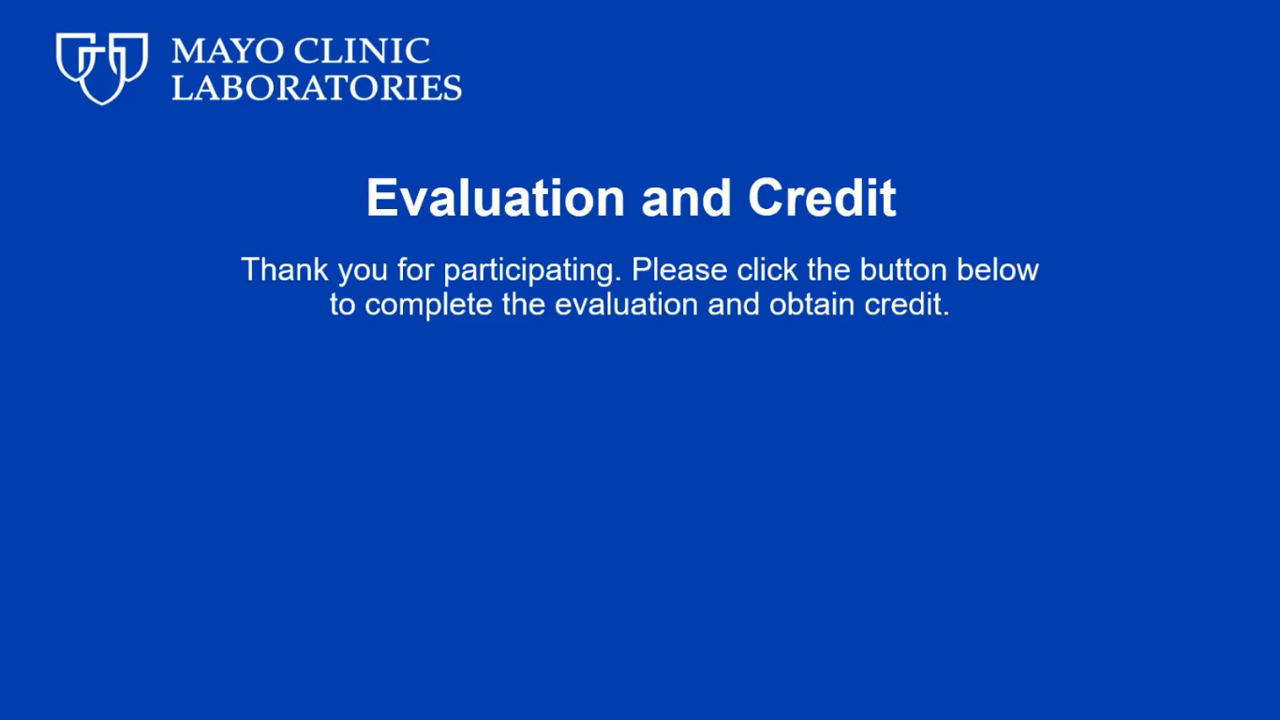 MAYO CLINIC
LABORATORIES
Evaluation and Credit
Thank you for participating. Please click the button below
to complete the evaluation and obtain credit.